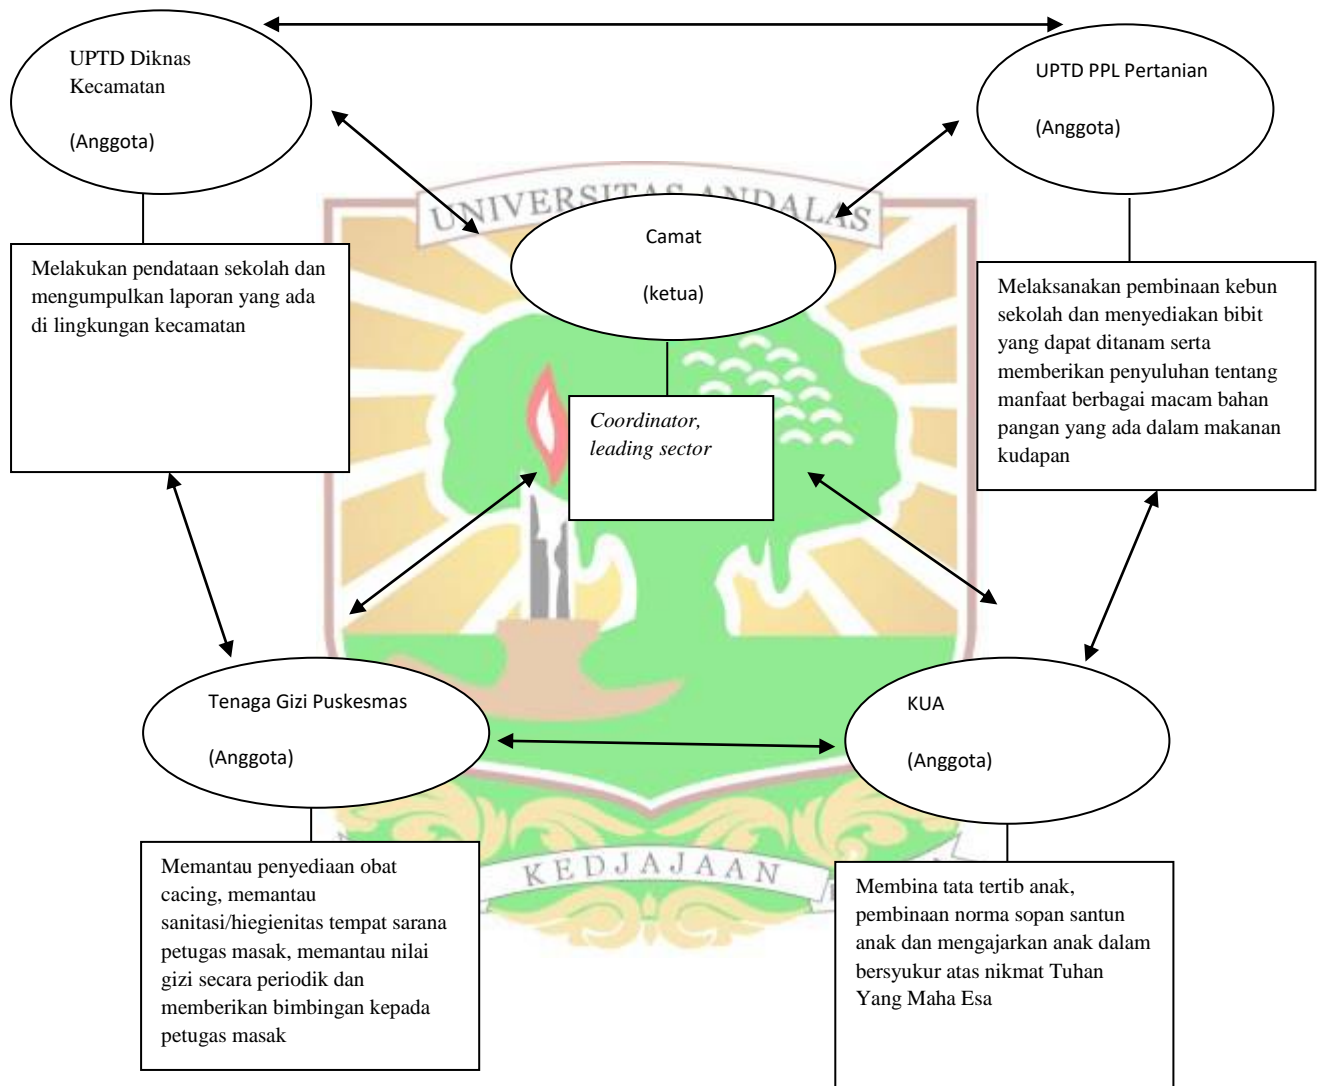 UPTD Diknas
Kecamatan
(Anggota)
UPTD PPL Pertanian
(Anggota)
UNIVERSITAS ANDALAS
Camat
(ketua)
Melakukan pendataan sekolah dan
mengumpulkan laporan yang ada
di lingkungan kecamatan
Coordinator,
leading sector
Melaksanakan pembinaan kebun
sekolah dan menyediakan bibit
yang dapat ditanam serta
memberikan penyuluhan tentang
manfaat berbagai macam bahan
pangan yang ada dalam makanan
kudapan
Tenaga Gizi Puskesmas
(Anggota)
KUA
(Anggota)
Memantau penyediaan obat
cacing, memantau
sanitasi/hiegienitas tempat sarana
petugas masak, memantau nilai
gizi secara periodik dan
memberikan bimbingan kepada
petugas masak
KEDJAJAAN
Membina tata tertib anak,
pembinaan norma sopan santun
anak dan mengajarkan anak dalam
bersyukur atas nikmat Tuhan
Yang Maha Esa